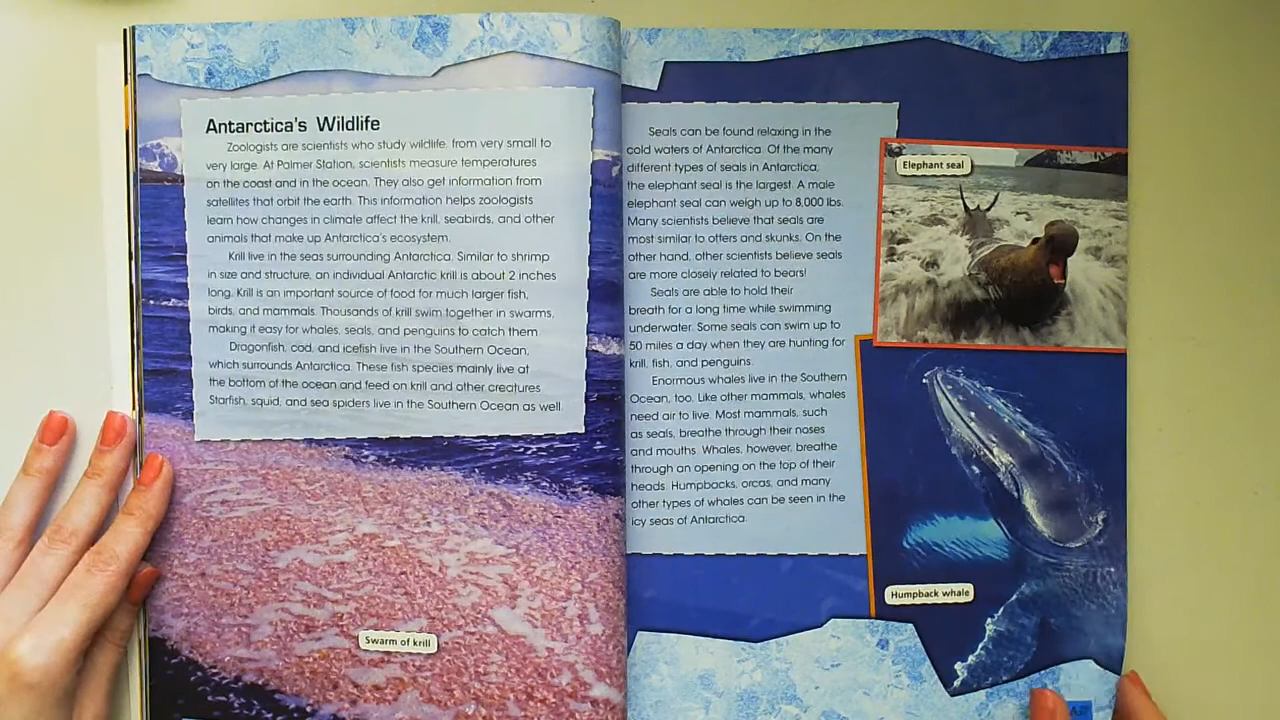 Antarctica's Wildlife
Zoologists are scientists who study wildlife, from very small to
very large. At Palmer Station, scientists measure temperatures
on the coast and in the ocean. They also get information from
satellites that orbit the earth. This information helps zoologists
learn how changes in climate affect the krill, seabirds, and other
animals that make up Antarctica's ecosystem.
Krill live in the seas surrounding Antarctica. Similar to shrimp
in size and structure, an individual Antarctic krill is about 2 inches
long. Krill is an important source of food for much larger fish,
birds, and mammals. Thousands of krill swim together in swarms,
making it easy for whales, seals, and penguins to catch them.
Dragonfish, cod, and icefish live in the Southern Ocean,
which surrounds Antarctica. These fish species mainly live at
the bottom of the ocean and feed on krill and other creatures.
Starfish, squid, and sea spiders live in the Southern Ocean as well.
Swarm of krill
Seals can be found relaxing in the
cold waters of Antarctica. Of the many
different types of seals in Antarctica,
the elephant seal is the largest. A male
elephant seal can weigh up to 8,000 lbs.
Many scientists believe that seals are
most similar to otters and skunks. On the
other hand, other scientists believe seals
are more closely related to bears!
Seals are able to hold their
breath for a long time while swimming
underwater. Some seals can swim up to
50 miles a day when they are hunting for
krill, fish, and penguins.
Enormous whales live in the Southern
Ocean, too. Like other mammals, whales
need air to live. Most mammals, such
as seals, breathe through their noses
and mouths. Whales, however, breathe
through an opening on the top of their
heads. Humpbacks, orcas, and many
other types of whales can be seen in the
icy seas of Antarctica.
Elephant seal
Humpback whale